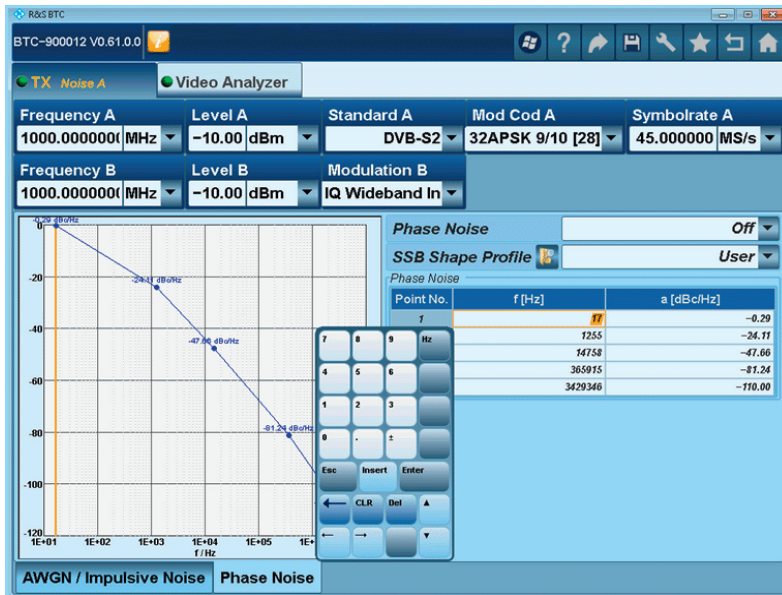 R&S BTC
BTC-900012 V0.61.0.0
TX Noise A Video Analyzer
Frequency A Level A Standard A Mod Cod A Symbolrate A
1000.0000000 MHz -10.00 dBm DVB-S2 32APSK 9/10 [28] 45.000000 MS/s
Frequency B Level B Modulation B
1000.0000000 MHz -10.00 dBm IQ Wideband In
Phase Noise Off
SSB Shape Profile User
Phase Noise
Point No. f [Hz] a [dBc/Hz]
1 17 -0.29
1255 -24.11
14758 -47.66
365915 -81.24
3429346 -110.00
-0.29 dBc/Hz
-24.11 dBc/Hz
-47.66 dBc/Hz
-81.24 dBc/Hz
0
-20
-40
-60
-80
-100
-120
1E+01 1E+02 1E+03 1E+04 1E+05 1E+
f / Hz
7 8 9 Hz
4 5 6
1 2 3
0 . ±
Esc Insert Enter
← CLR Del ▲
← → ▼
AWGN / Impulsive Noise Phase Noise